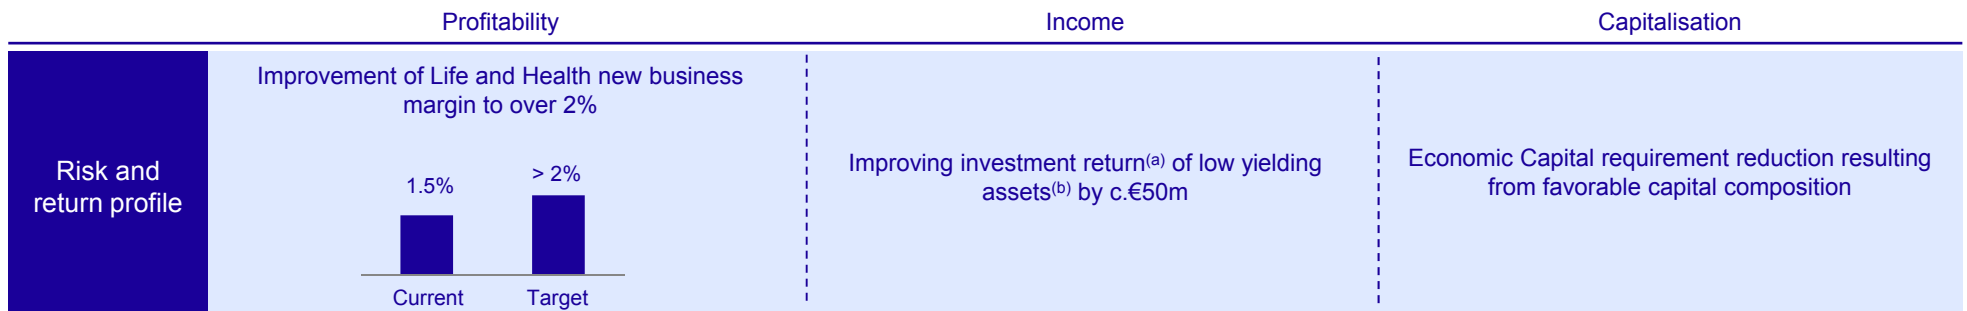 Profitability
Income
Capitalisation
Risk and
return profile
Improvement of Life and Health new business
margin to over 2%
1.5%
> 2%
Current
Target
Improving investment return(a) of low yielding
assets(b) by c.€50m
Economic Capital requirement reduction resulting
from favorable capital composition